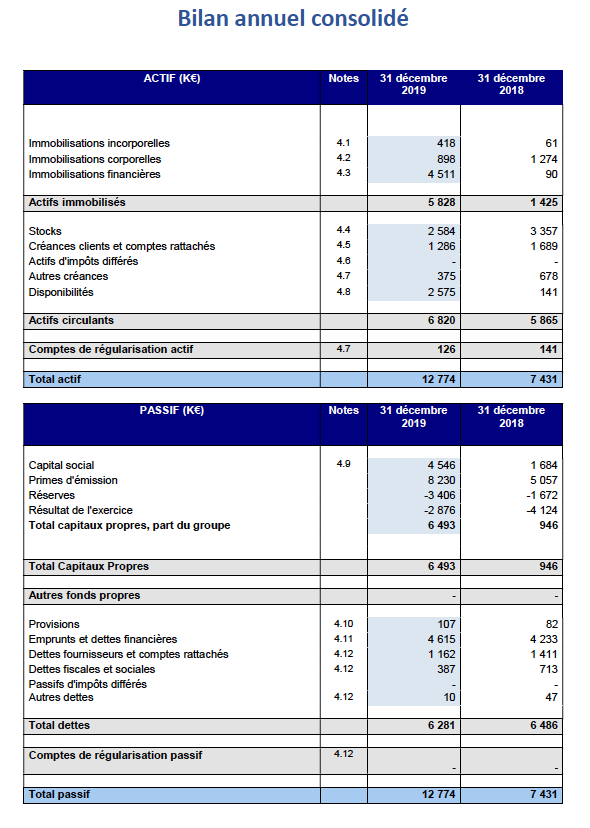 Bilan annuel consolidé
ACTIF (K€) Notes 31 décembre 2019 31 décembre 2018
Immobilisations incorporelles 4.1 418 61
Immobilisations corporelles 4.2 898 1 274
Immobilisations financières 4.3 4 511 90
Actifs immobilisés 5 828 1 425
Stocks 4.4 2 584 3 357
Créances clients et comptes rattachés 4.5 1 286 1 689
Actifs d'impôts différés 4.6 - -
Autres créances 4.7 375 678
Disponibilités 4.8 2 575 141
Actifs circulants 6 820 5 865
Comptes de régularisation actif 4.7 126 141
Total actif 12 774 7 431
PASSIF (K€) Notes 31 décembre 2019 31 décembre 2018
Capital social 4.9 4 546 1 684
Primes d'émission 8 230 5 057
Réserves -3 406 -1 672
Résultat de l'exercice -2 876 -4 124
Total capitaux propres, part du groupe 6 493 946
Total Capitaux Propres 6 493 946
Autres fonds propres - -
Provisions 4.10 107 82
Emprunts et dettes financières 4.11 4 615 4 233
Dettes fournisseurs et comptes rattachés 4.12 1 162 1 411
Dettes fiscales et sociales 4.12 387 713
Passifs d'impôts différés - -
Autres dettes 4.12 10 47
Total dettes 6 281 6 486
Comptes de régularisation passif 4.12 - -
Total passif 12 774 7 431